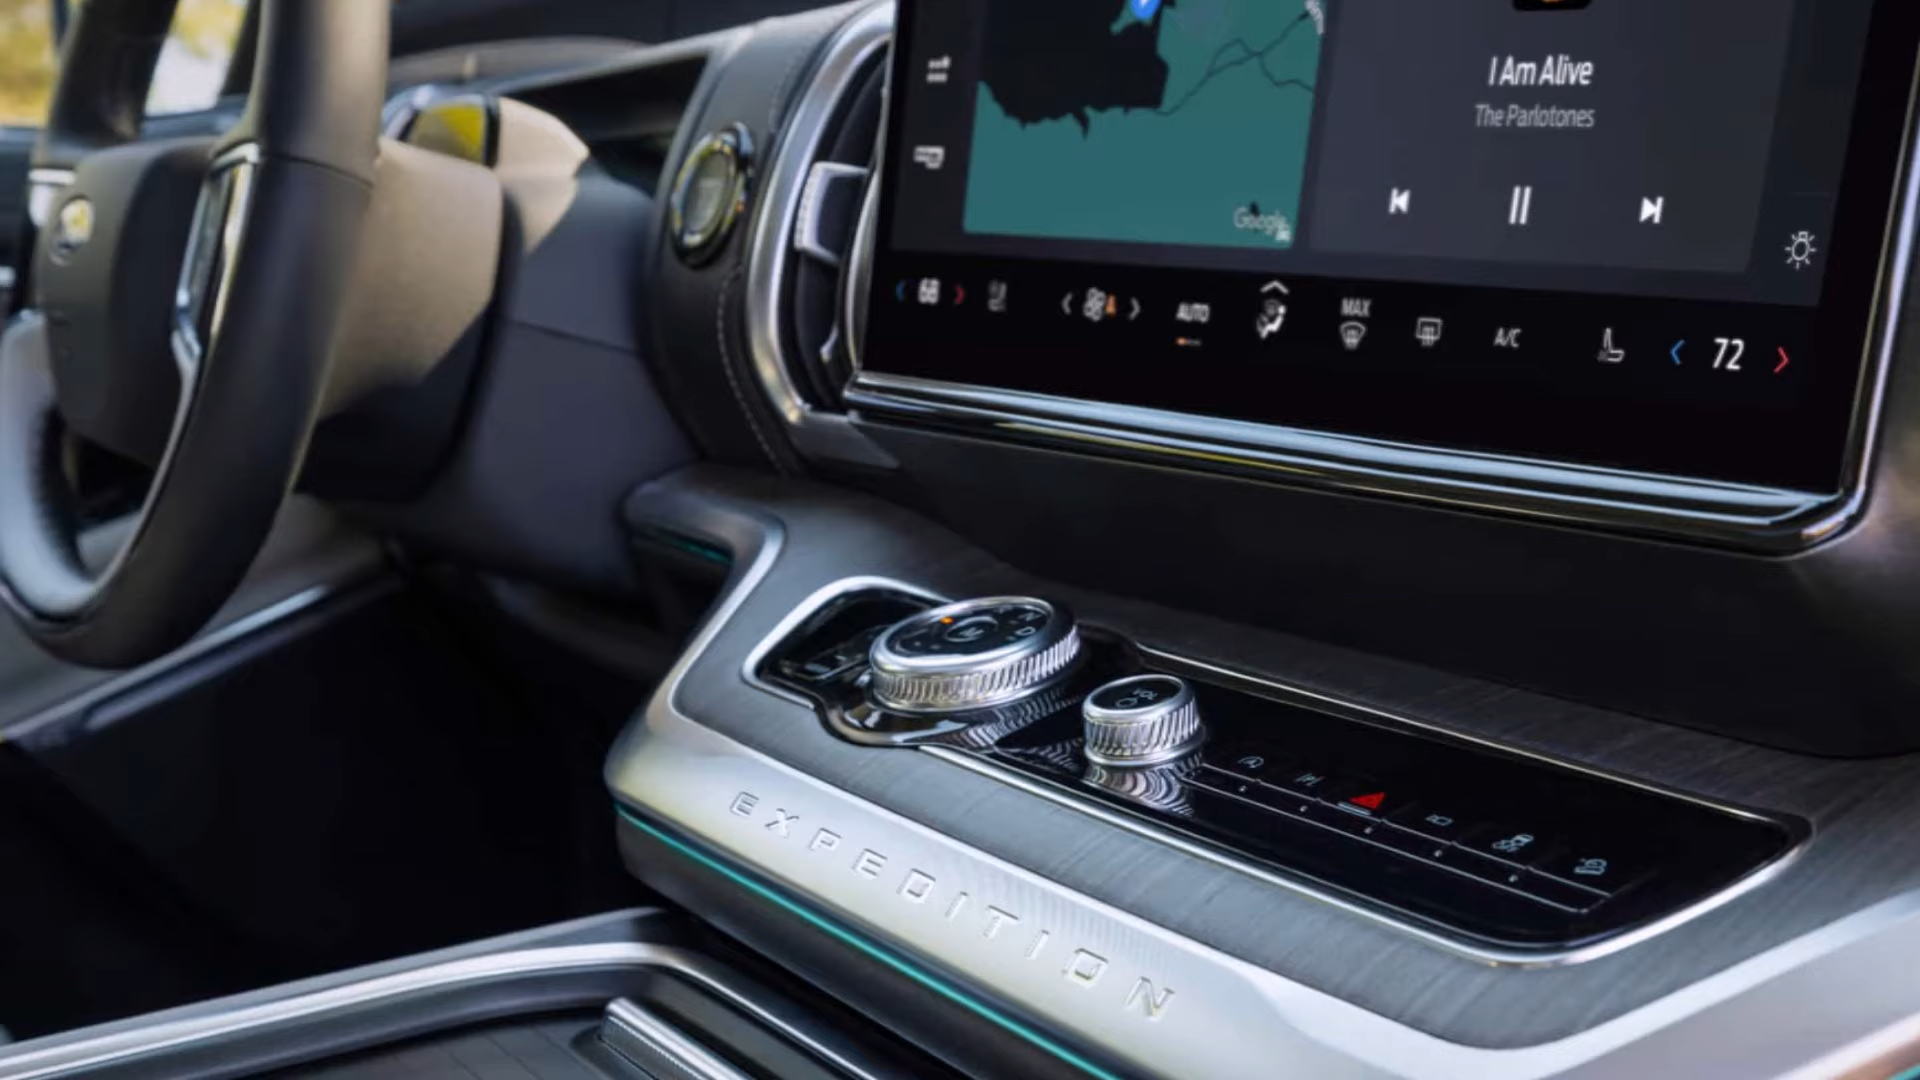 I Am Alive
The Parlotones
Google
68
A
AUTO
MAX
A/C
72
M
N
D
VOL
EXPEDITION